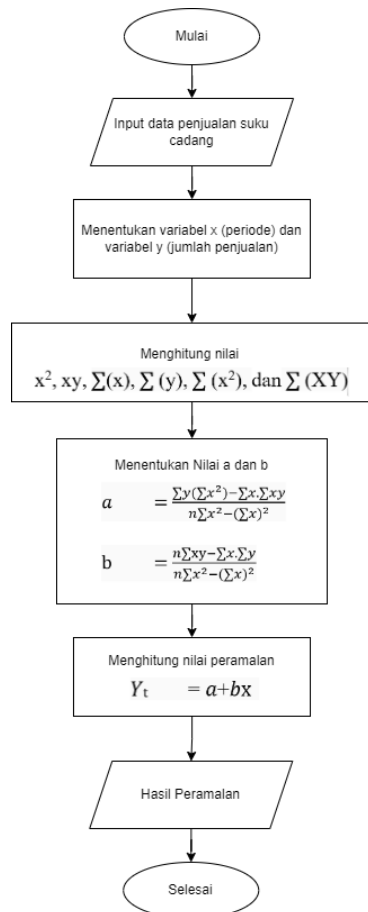 Mulai
Input data penjualan suku
cadang
Menentukan variabel x (periode) dan
variabel y (jumlah penjualan)
Menghitung nilai
x², xy, ∑(x), ∑ (y), ∑ (x²), dan ∑ (XY)
Menentukan Nilai a dan b
a = (∑y(∑x²)−∑x.∑xy)/(n∑x²−(∑x)²)
b = (n∑xy−∑x.∑y)/(n∑x²−(∑x)²)
Menghitung nilai peramalan
Yₜ = a+bx
Hasil Peramalan
Selesai